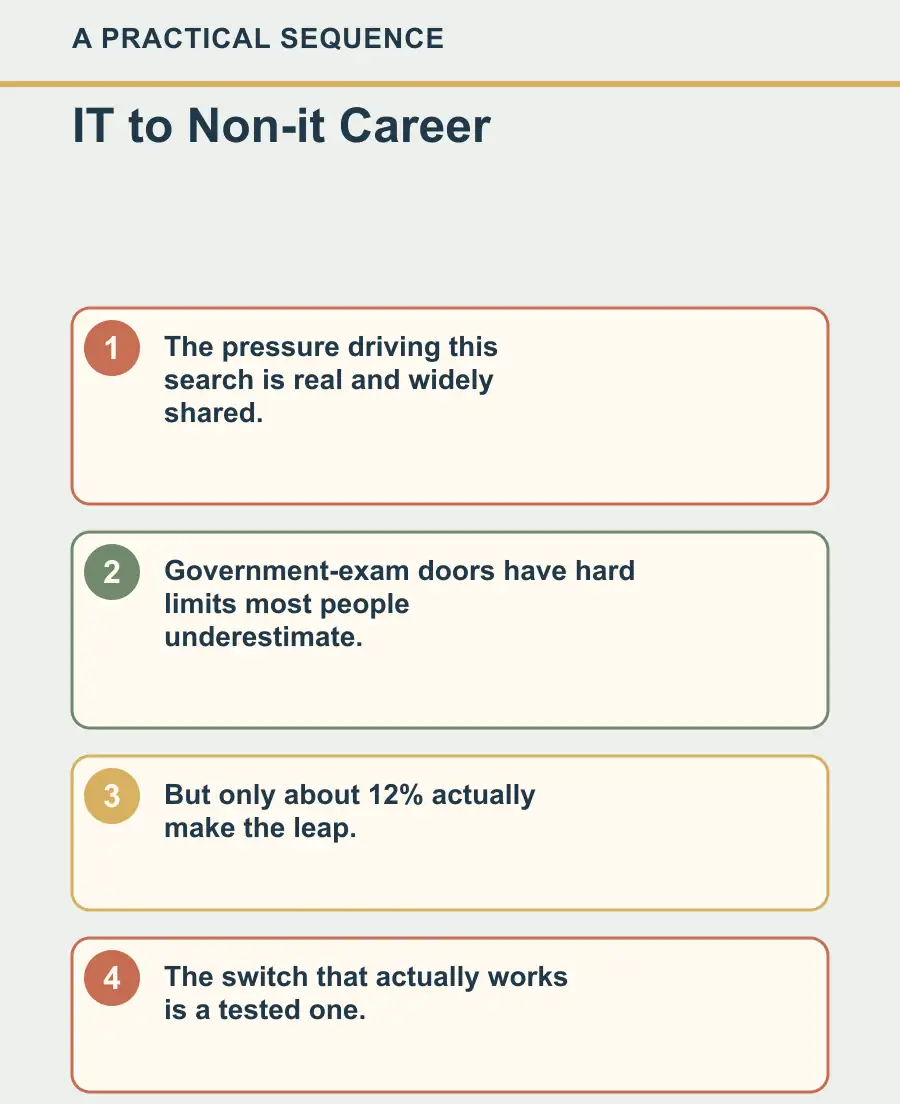 A PRACTICAL SEQUENCE
IT to Non-it Career
1
The pressure driving this
search is real and widely
shared.
2
Government-exam doors have hard
limits most people
underestimate.
3
But only about 12% actually
make the leap.
4
The switch that actually works
is a tested one.